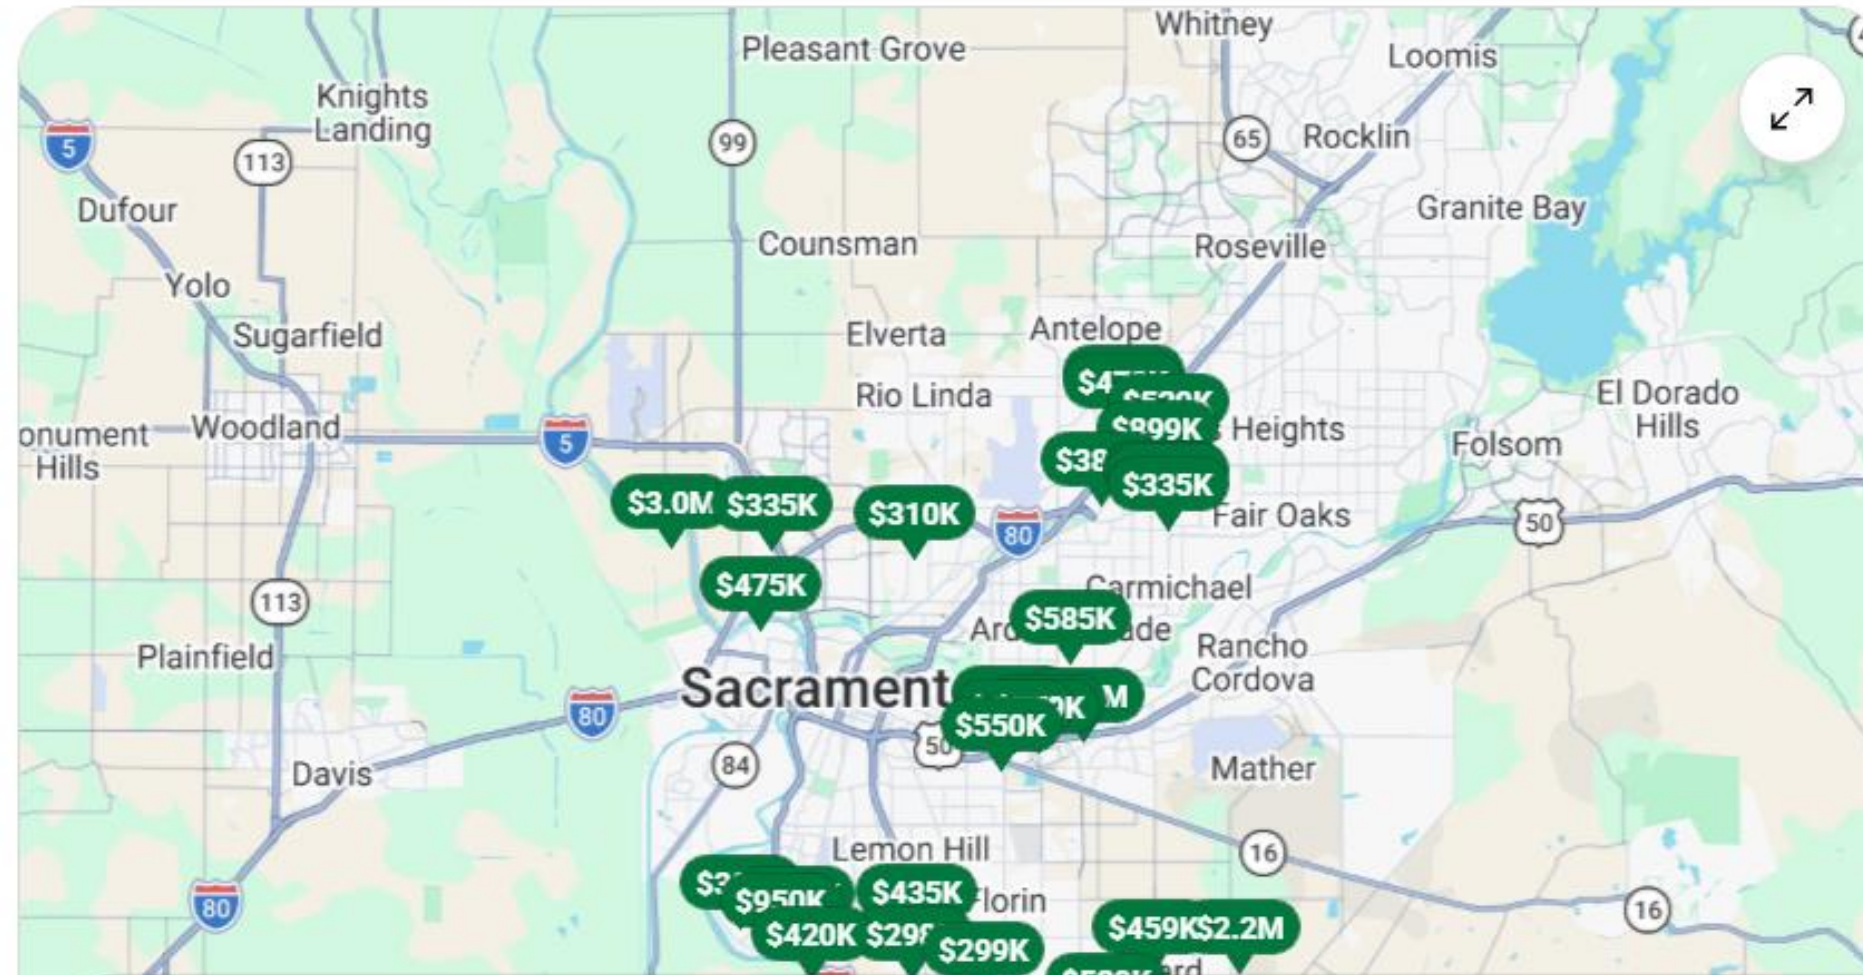 Whitney
Pleasant Grove
Loomis
Knights
Landing
5
99
65
Rocklin
113
Dufour
Granite Bay
Counsman
Roseville
Yolo
Sugarfield
Elverta
Antelope
Rio Linda
El Dorado
Hills
$899K
Heights
onument
Hills
Woodland
5
Folsom
$335K
$3.0M
$335K
$310K
80
Fair Oaks
50
$475K
Carmichael
113
$585K
Plainfield
Rancho
Cordova
Sacrament
80
$550K
50
84
Mather
Davis
Lemon Hill
16
$950K
$435K
Florin
80
16
$420K
$299K
$459K
$2.2M